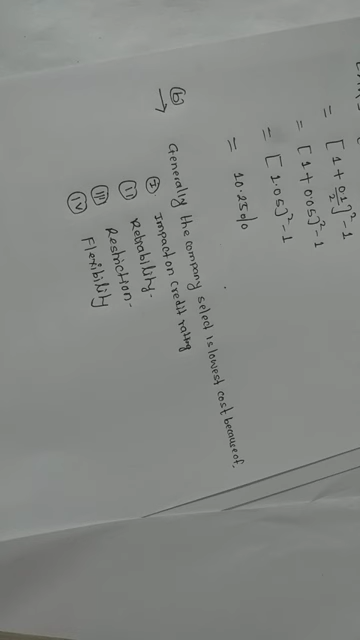 = [1 + 0.1/2]² - 1
= [1 + 0.05]² - 1
= [1.05]² - 1
= 10.25%
(b) → Generally the company select is lowest cost because of.
(I) Impact on credit rating
(II) Reliability.
(III) Restriction-
(IV) Flexibility